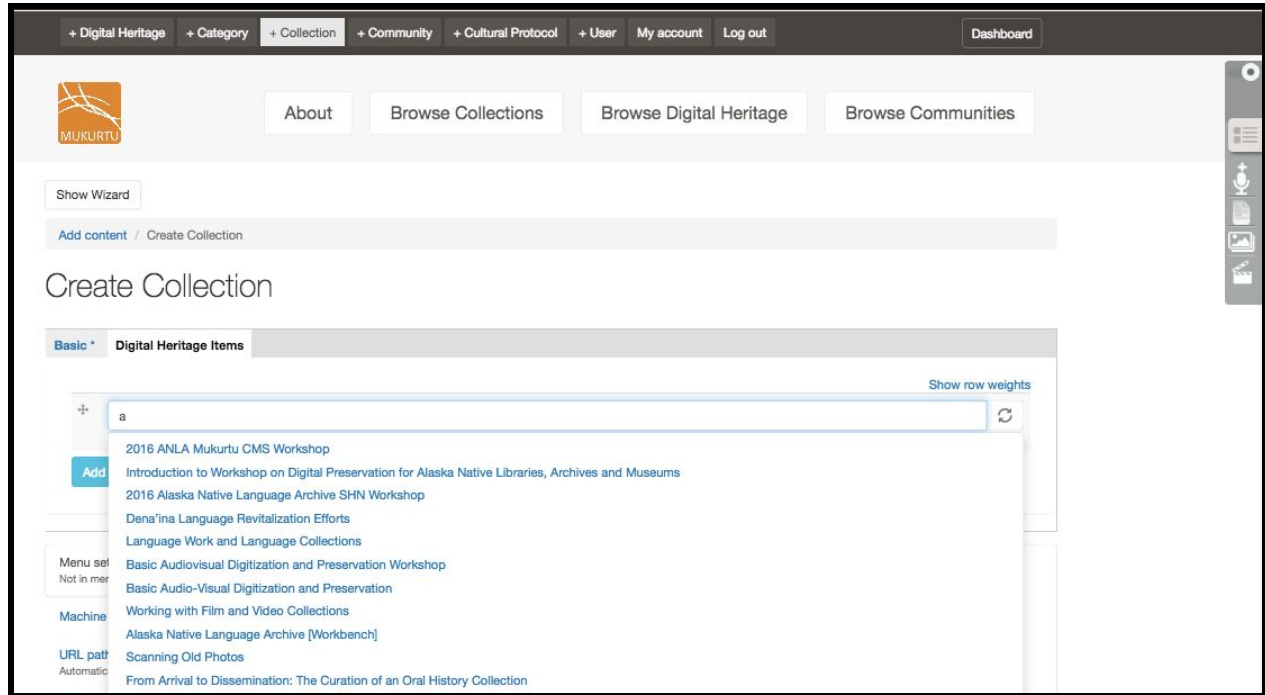 + Digital Heritage + Category + Collection + Community + Cultural Protocol + User My account Log out Dashboard
MUKURTU
About Browse Collections Browse Digital Heritage Browse Communities
Show Wizard
Add content / Create Collection
Create Collection
Basic * Digital Heritage Items
Show row weights
a
2016 ANLA Mukurtu CMS Workshop
Add
Introduction to Workshop on Digital Preservation for Alaska Native Libraries, Archives and Museums
2016 Alaska Native Language Archive SHN Workshop
Dena'ina Language Revitalization Efforts
Language Work and Language Collections
Menu set
Basic Audiovisual Digitization and Preservation Workshop
Not in mer
Basic Audio-Visual Digitization and Preservation
Machine
Working with Film and Video Collections
Alaska Native Language Archive [Workbench]
URL path
Scanning Old Photos
Automatic
From Arrival to Dissemination: The Curation of an Oral History Collection